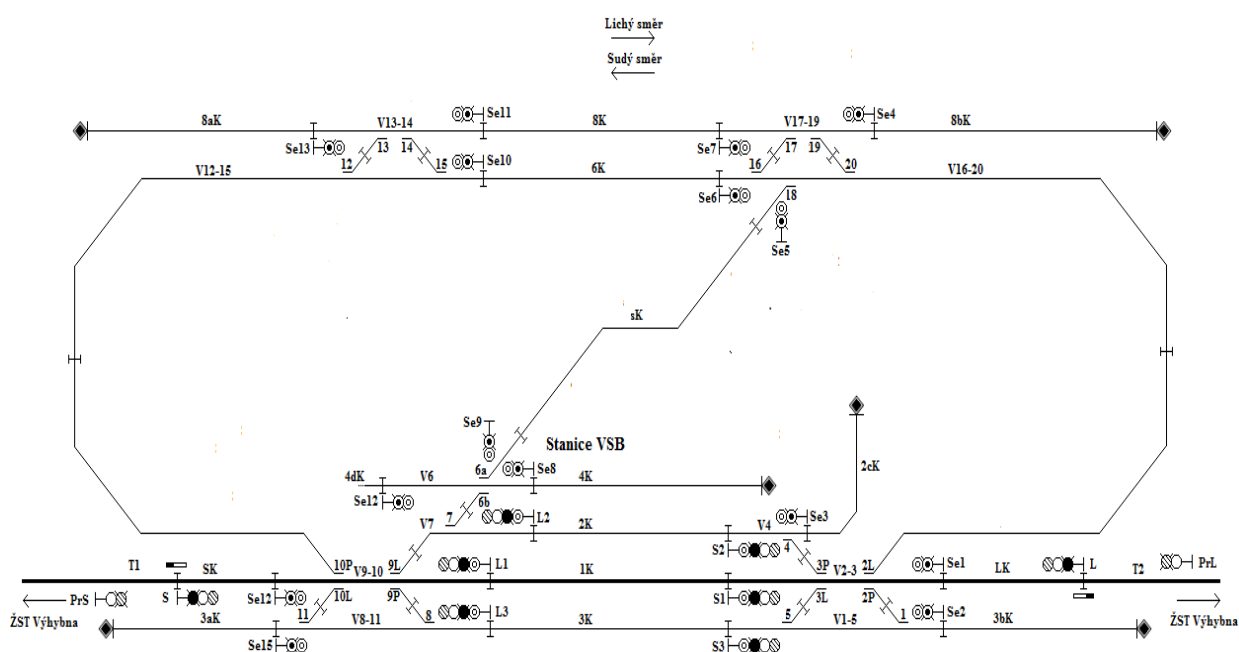 Lichý směr
Sudý směr
8aK V13-14 Se11 8K V17-19 Se4 8bK
Se13 13 14 Se7 17 19
12 15 Se10 16 20
V12-15 6K V16-20
Se6 18
Se5
sK
Se9 Stanice VSB
2cK
4dK V6 6a Se8 4K
Se12 6b
7 L2 Se3
V7 2K V4
S2 4
T1 SK 10P V9-10 9L L1 1K 3P V2-3 2L Se1 LK L T2 PrL
PrS S Se12 10L 9P S1 3L 2P
ŽST Výhybna 11 8 L3 5 1 Se2 ŽST Výhybna
3aK V8-11 3K V1-5 3bK
Se15 S3